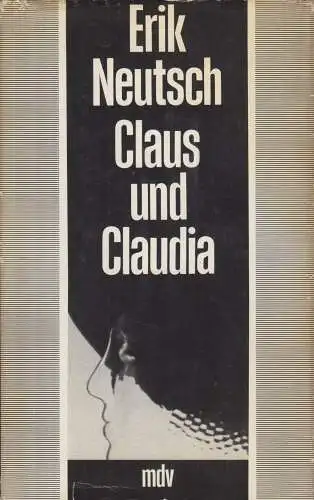 Erik
Neutsch
Claus
und
Claudia
mdv